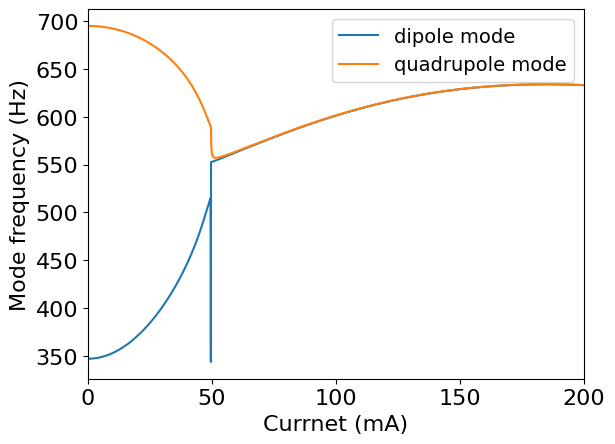 700
650
600
550
500
450
400
350
Mode frequency (Hz)
dipole mode
quadrupole mode
0 50 100 150 200
Currnet (mA)